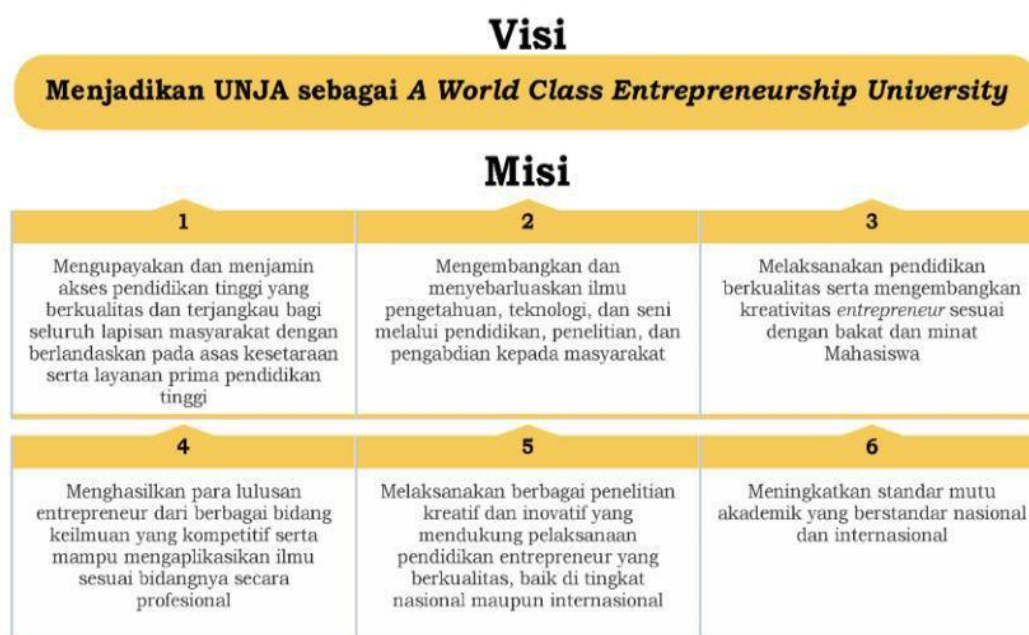 Visi
Menjadikan UNJA sebagai A World Class Entrepreneurship University
Misi
1
Mengupayakan dan menjamin
akses pendidikan tinggi yang
berkualitas dan terjangkau bagi
seluruh lapisan masyarakat dengan
berlandaskan pada asas kesetaraan
serta layanan prima pendidikan
tinggi
2
Mengembangkan dan
menyebarluaskan ilmu
pengetahuan, teknologi, dan seni
melalui pendidikan, penelitian, dan
pengabdian kepada masyarakat
3
Melaksanakan pendidikan
berkualitas serta mengembangkan
kreativitas entrepreneur sesuai
dengan bakat dan minat
Mahasiswa
4
Menghasilkan para lulusan
entrepreneur dari berbagai bidang
keilmuan yang kompetitif serta
mampu mengaplikasikan ilmu
sesuai bidangnya secara
profesional
5
Melaksanakan berbagai penelitian
kreatif dan inovatif yang
mendukung pelaksanaan
pendidikan entrepreneur yang
berkualitas, baik di tingkat
nasional maupun internasional
6
Meningkatkan standar mutu
akademik yang berstandar nasional
dan internasional